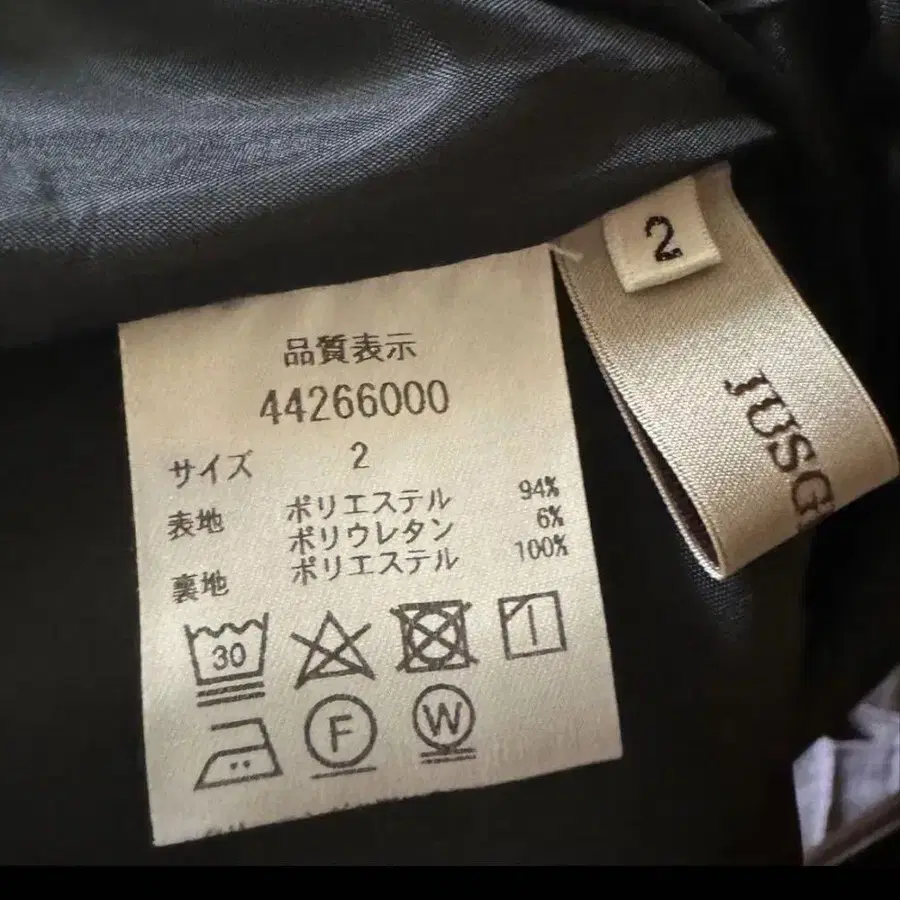 2
JUSG
品質表示
44266000
サイズ 2
表地 ポリエステル 94%
ポリウレタン 6%
裏地 ポリエステル 100%
30
F
W